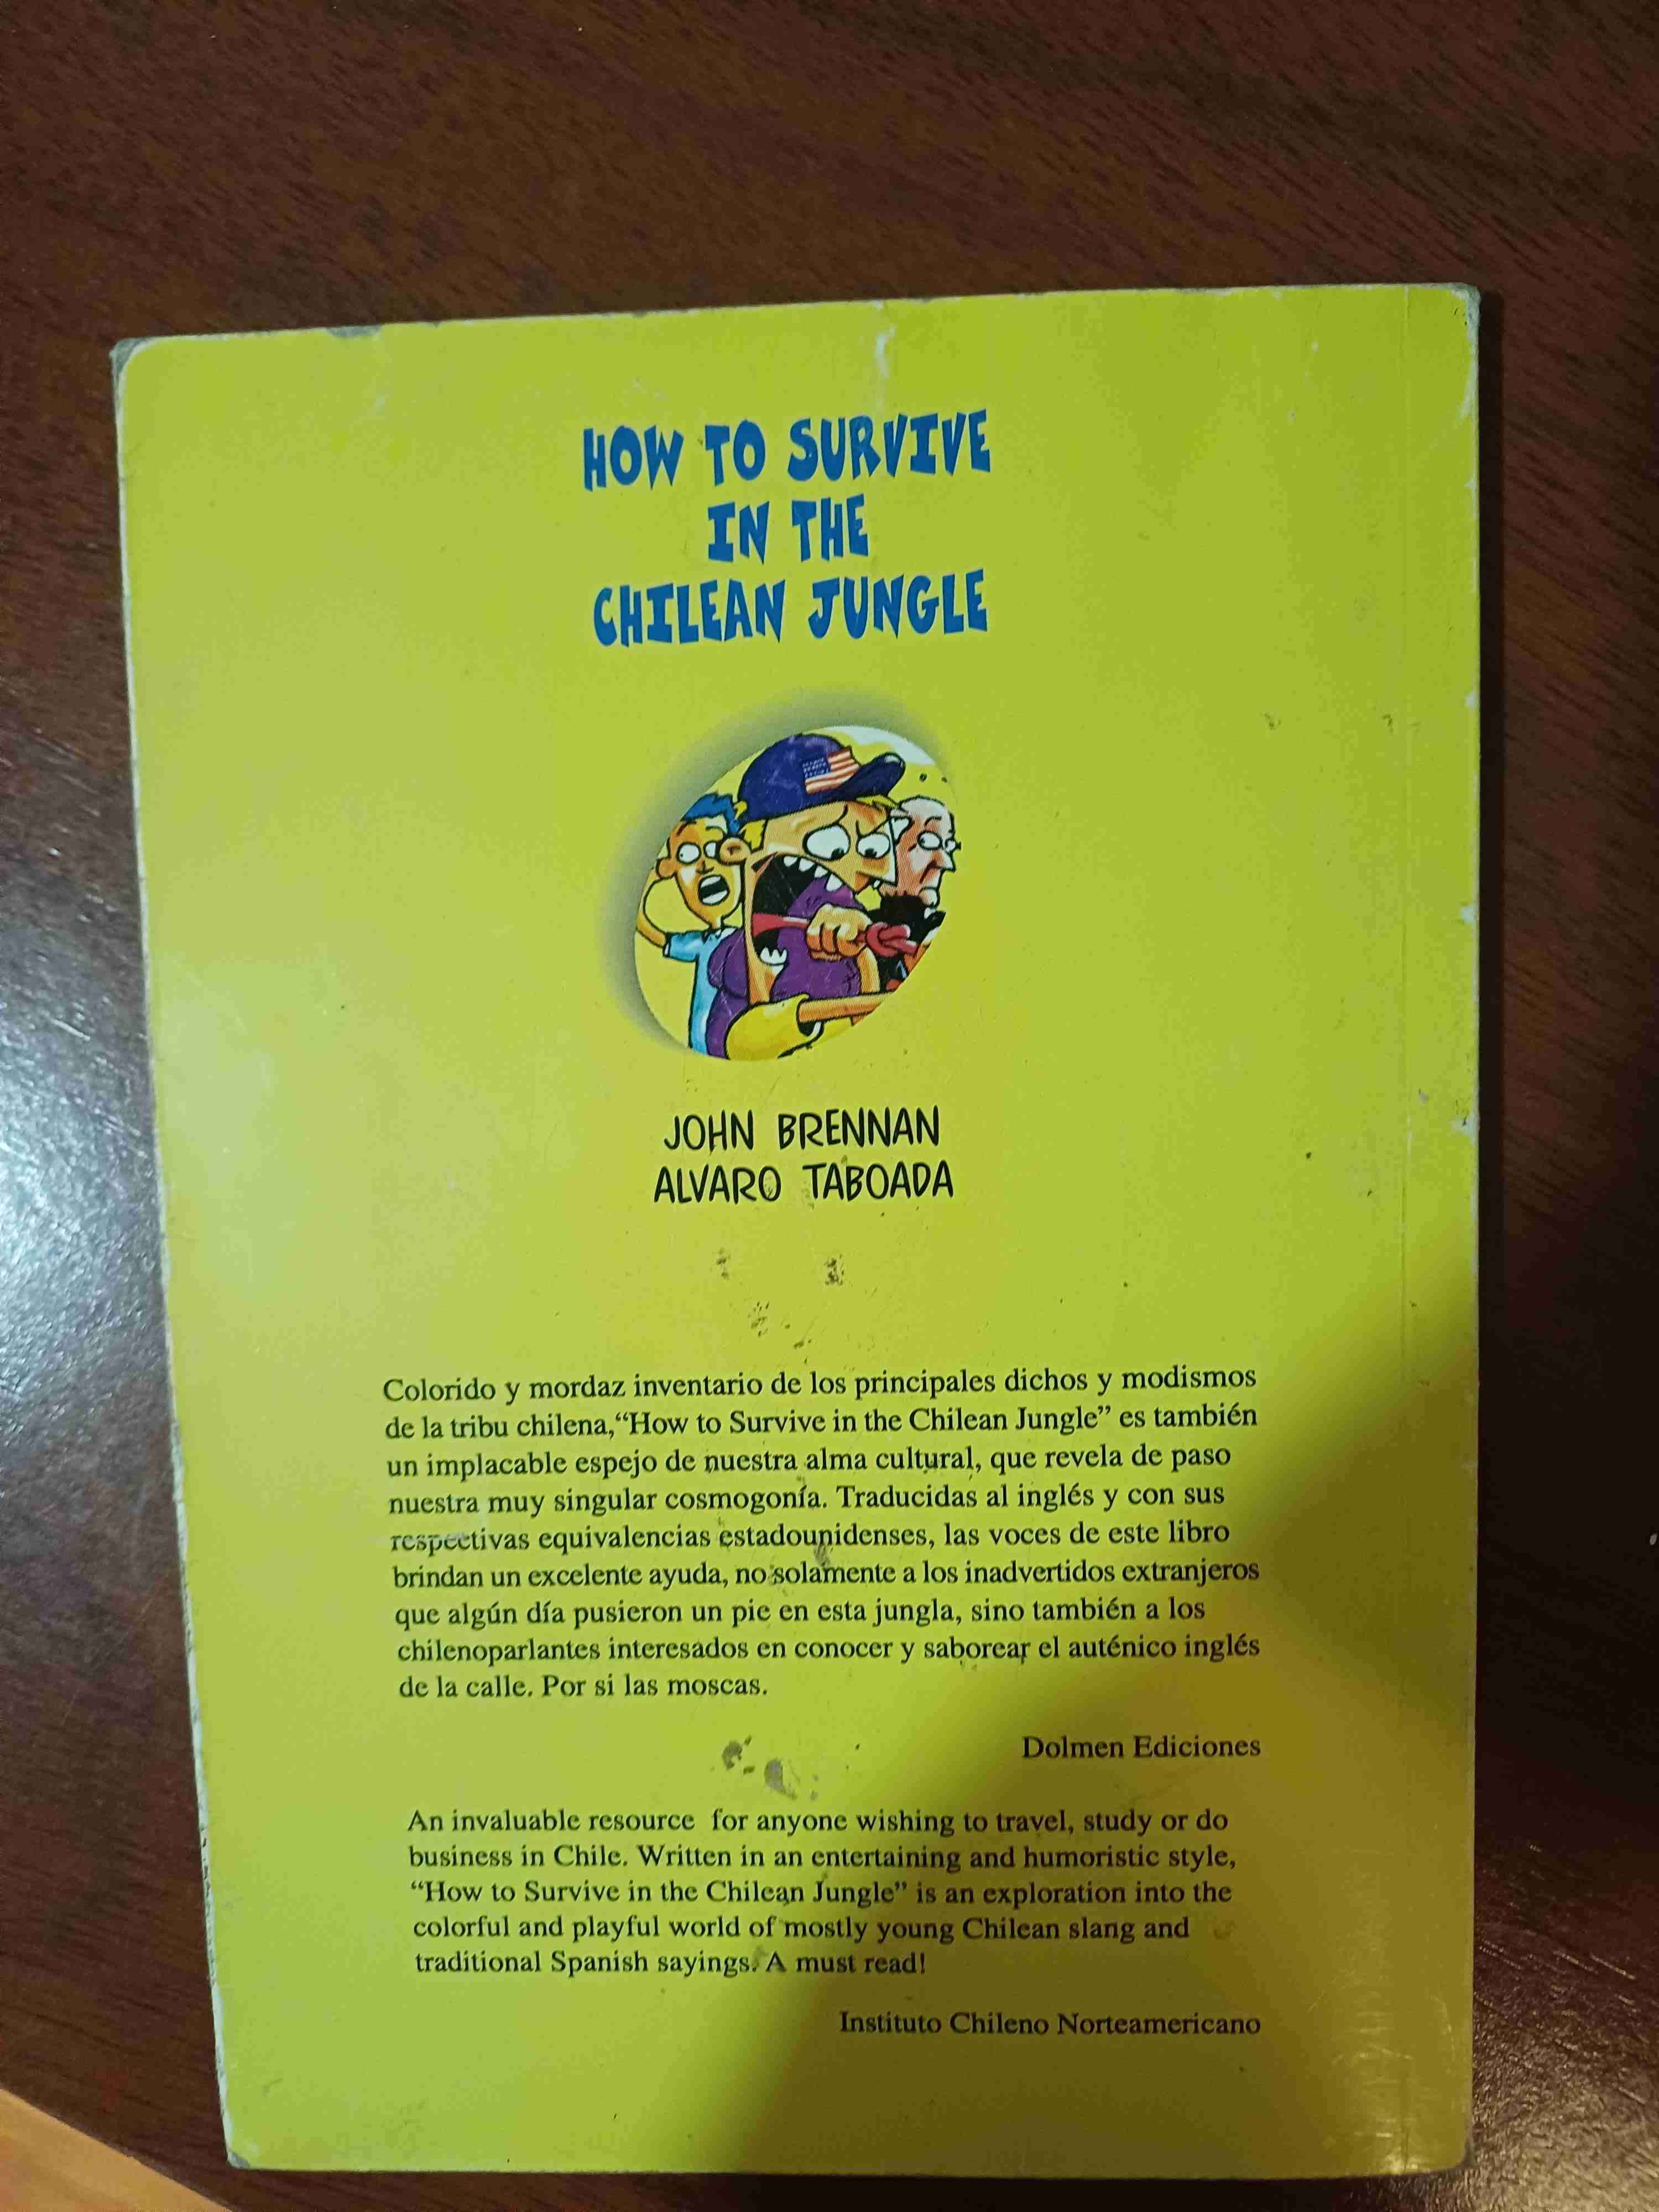 HOW TO SURVIVE
IN THE
CHILEAN JUNGLE
JOHN BRENNAN
ALVARO TABOADA
Colorido y mordaz inventario de los principales dichos y modismos
de la tribu chilena,“How to Survive in the Chilean Jungle” es también
un implacable espejo de nuestra alma cultural, que revela de paso
nuestra muy singular cosmogonía. Traducidas al inglés y con sus
respectivas equivalencias estadounidenses, las voces de este libro
brindan un excelente ayuda, no solamente a los inadvertidos extranjeros
que algún día pusieron un pie en esta jungla, sino también a los
chilenoparlantes interesados en conocer y saborear el auténico inglés
de la calle. Por si las moscas.
Dolmen Ediciones
An invaluable resource for anyone wishing to travel, study or do
business in Chile. Written in an entertaining and humoristic style,
“How to Survive in the Chilean Jungle” is an exploration into the
colorful and playful world of mostly young Chilean slang and
traditional Spanish sayings. A must read!
Instituto Chileno Norteamericano